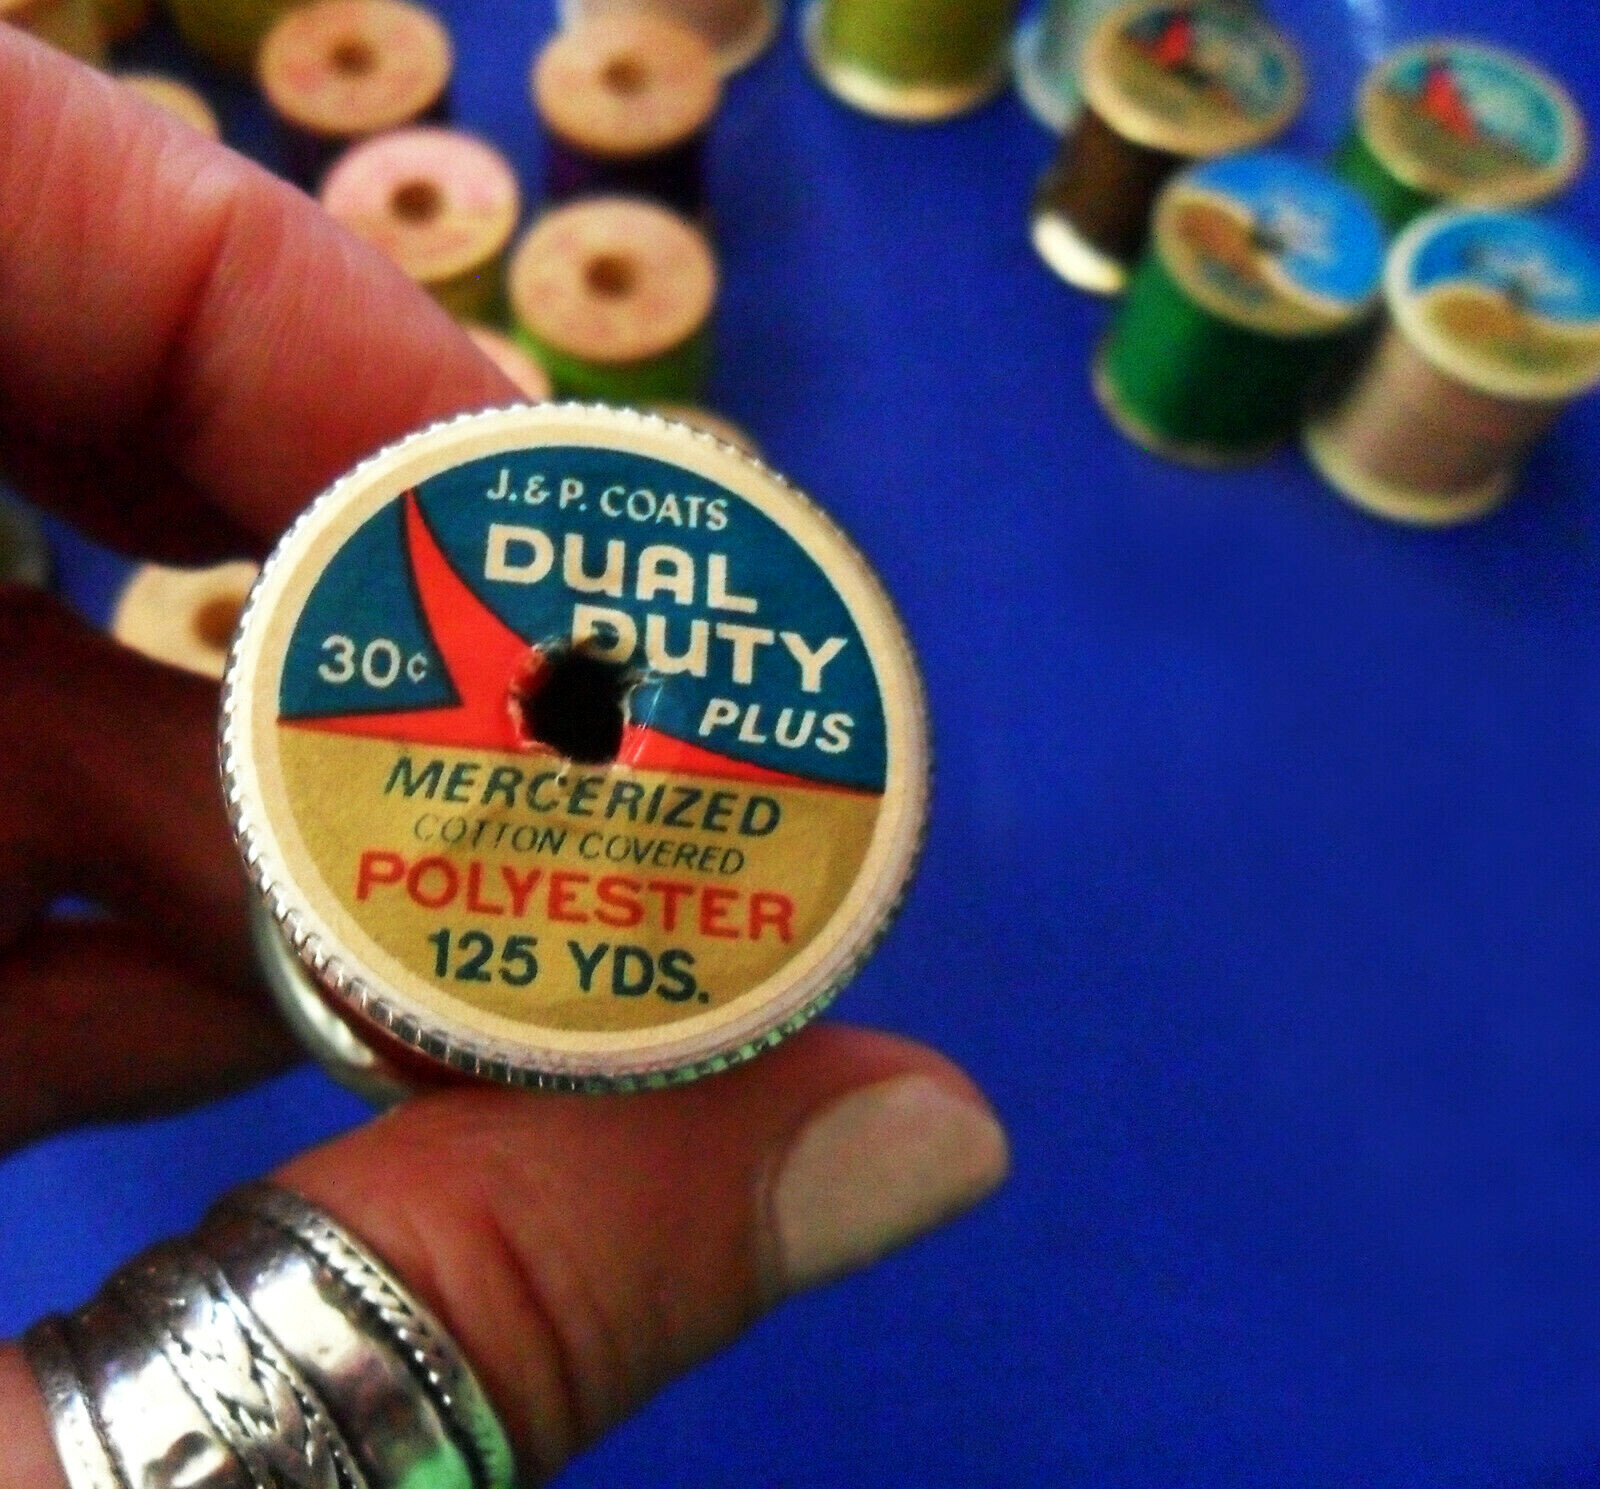 J. & P. COATS
DUAL
DUTY
PLUS
30¢
MERCERIZED
COTTON COVERED
POLYESTER
125 YDS.